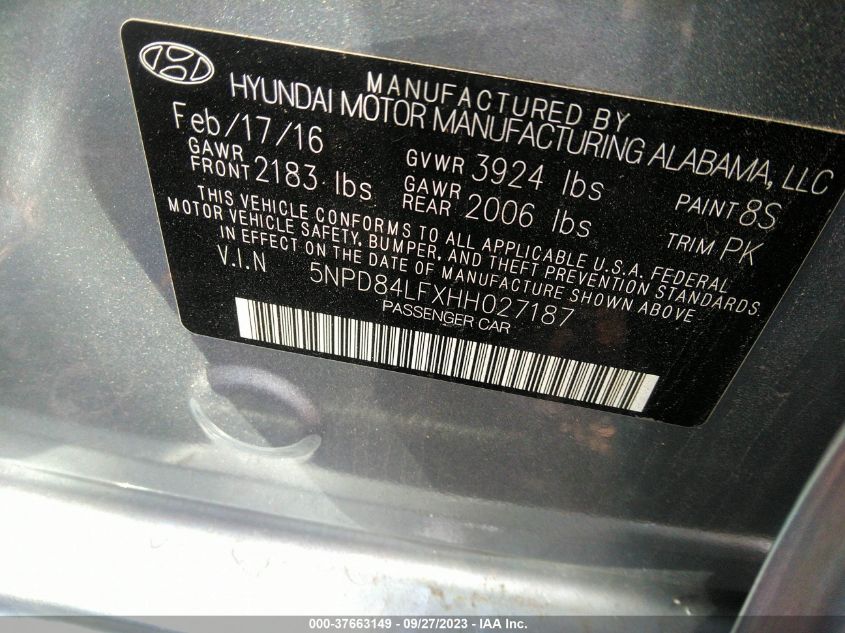 MANUFACTURED BY
HYUNDAI MOTOR MANUFACTURING ALABAMA, LLC
Feb/17/16
GAWR FRONT 2183 lbs
GVWR 3924 lbs
GAWR REAR 2006 lbs
PAINT 8S
TRIM PK
THIS VEHICLE CONFORMS TO ALL APPLICABLE U.S.A. FEDERAL
MOTOR VEHICLE SAFETY, BUMPER, AND THEFT PREVENTION STANDARDS
IN EFFECT ON THE DATE OF MANUFACTURE SHOWN ABOVE
V.I.N 5NPD84LFXHH027187
PASSENGER CAR
000-37663149 - 09/27/2023 - IAA Inc.